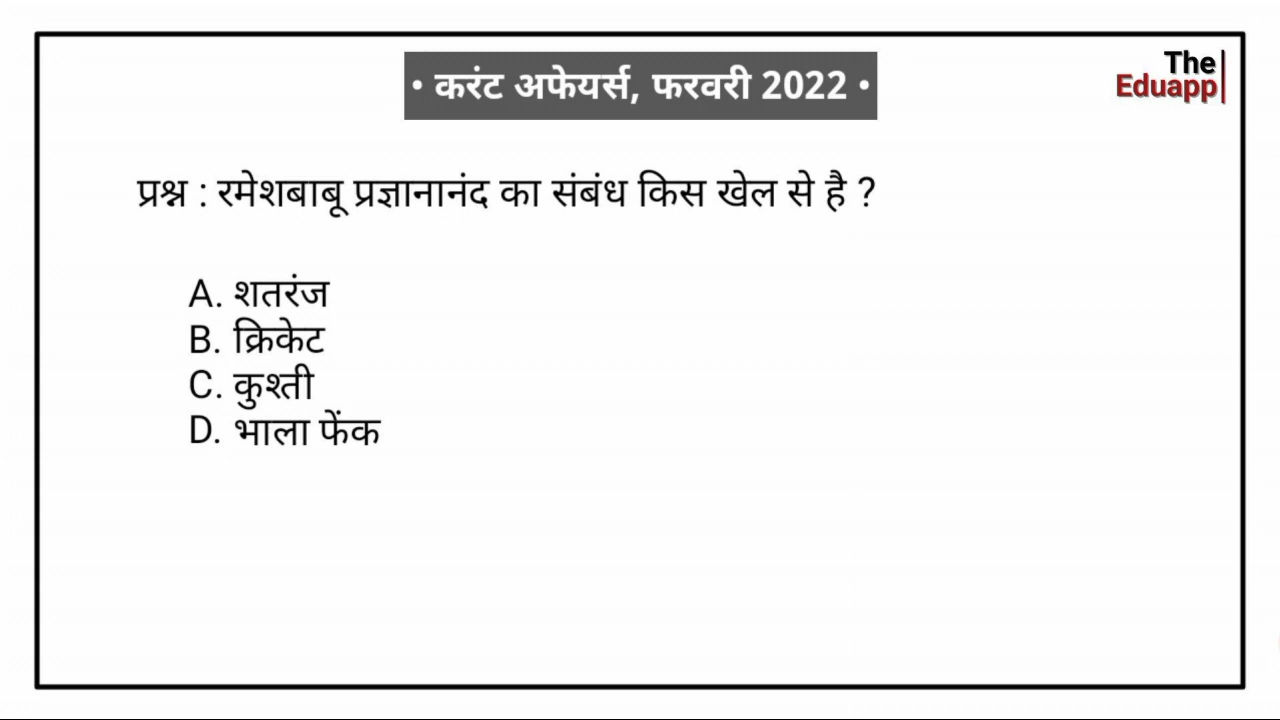 • करंट अफेयर्स, फरवरी 2022 •
The
Eduapp
प्रश्न : रमेशबाबू प्रज्ञानानंद का संबंध किस खेल से है ?
A. शतरंज
B. क्रिकेट
C. कुश्ती
D. भाला फेंक